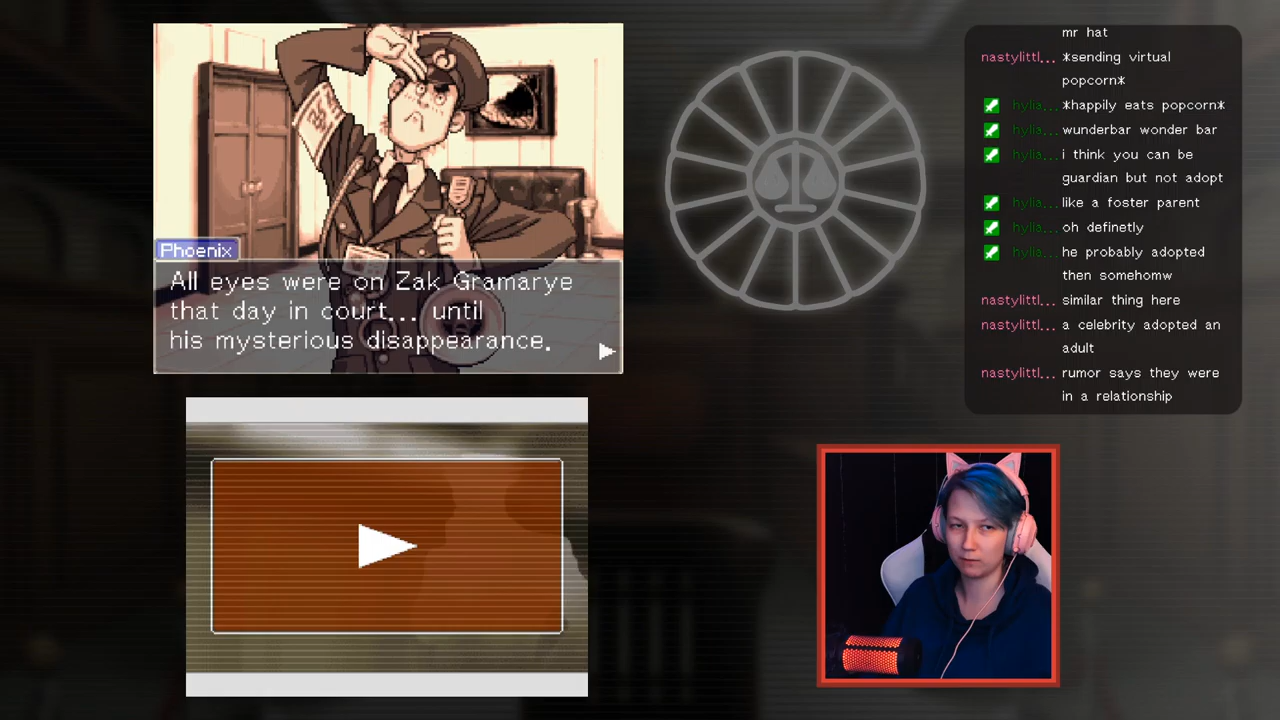 Phoenix
All eyes were on Zak Gramarye
that day in court... until
his mysterious disappearance.
mr hat
nastylittl... *sending virtual
popcorn*
hylia... *happily eats popcorn*
hylia... wunderbar wonder bar
hylia... i think you can be
guardian but not adopt
hylia... like a foster parent
hylia... oh definetly
hylia... he probably adopted
then somehomw
nastylittl... similar thing here
nastylittl... a celebrity adopted an
adult
nastylittl... rumor says they were
in a relationship